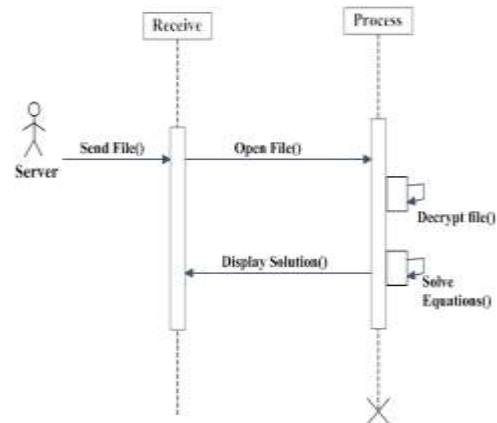 Receive
Process
Server
Send File()
Open File()
Decrypt file()
Display Solution()
Solve
Equations()